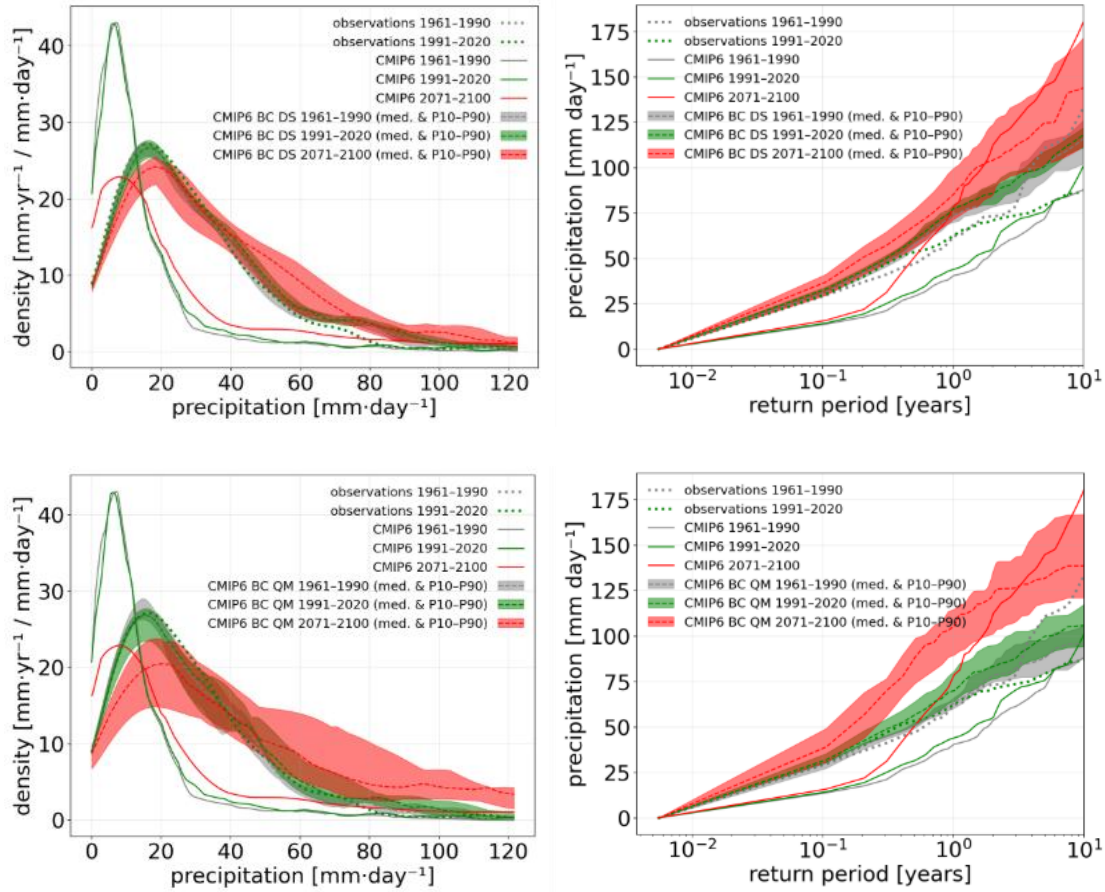 observations 1961–1990
observations 1991–2020
CMIP6 1961–1990
CMIP6 1991–2020
CMIP6 2071–2100
CMIP6 BC DS 1961–1990 (med. & P10–P90)
CMIP6 BC DS 1991–2020 (med. & P10–P90)
CMIP6 BC DS 2071–2100 (med. & P10–P90)
40
30
20
10
0
density [mm·yr⁻¹ / mm·day⁻¹]
0 20 40 60 80 100 120
precipitation [mm·day⁻¹]
observations 1961–1990
observations 1991–2020
CMIP6 1961–1990
CMIP6 1991–2020
CMIP6 2071–2100
CMIP6 BC DS 1961–1990 (med. & P10–P90)
CMIP6 BC DS 1991–2020 (med. & P10–P90)
CMIP6 BC DS 2071–2100 (med. & P10–P90)
175
150
125
100
75
50
25
0
precipitation [mm day⁻¹]
10⁻² 10⁻¹ 10⁰ 10¹
return period [years]
observations 1961–1990
observations 1991–2020
CMIP6 1961–1990
CMIP6 1991–2020
CMIP6 2071–2100
CMIP6 BC QM 1961–1990 (med. & P10–P90)
CMIP6 BC QM 1991–2020 (med. & P10–P90)
CMIP6 BC QM 2071–2100 (med. & P10–P90)
40
30
20
10
0
density [mm·yr⁻¹ / mm·day⁻¹]
0 20 40 60 80 100 120
precipitation [mm·day⁻¹]
observations 1961–1990
observations 1991–2020
CMIP6 1961–1990
CMIP6 1991–2020
CMIP6 2071–2100
CMIP6 BC QM 1961–1990 (med. & P10–P90)
CMIP6 BC QM 1991–2020 (med. & P10–P90)
CMIP6 BC QM 2071–2100 (med. & P10–P90)
175
150
125
100
75
50
25
0
precipitation [mm day⁻¹]
10⁻² 10⁻¹ 10⁰ 10¹
return period [years]